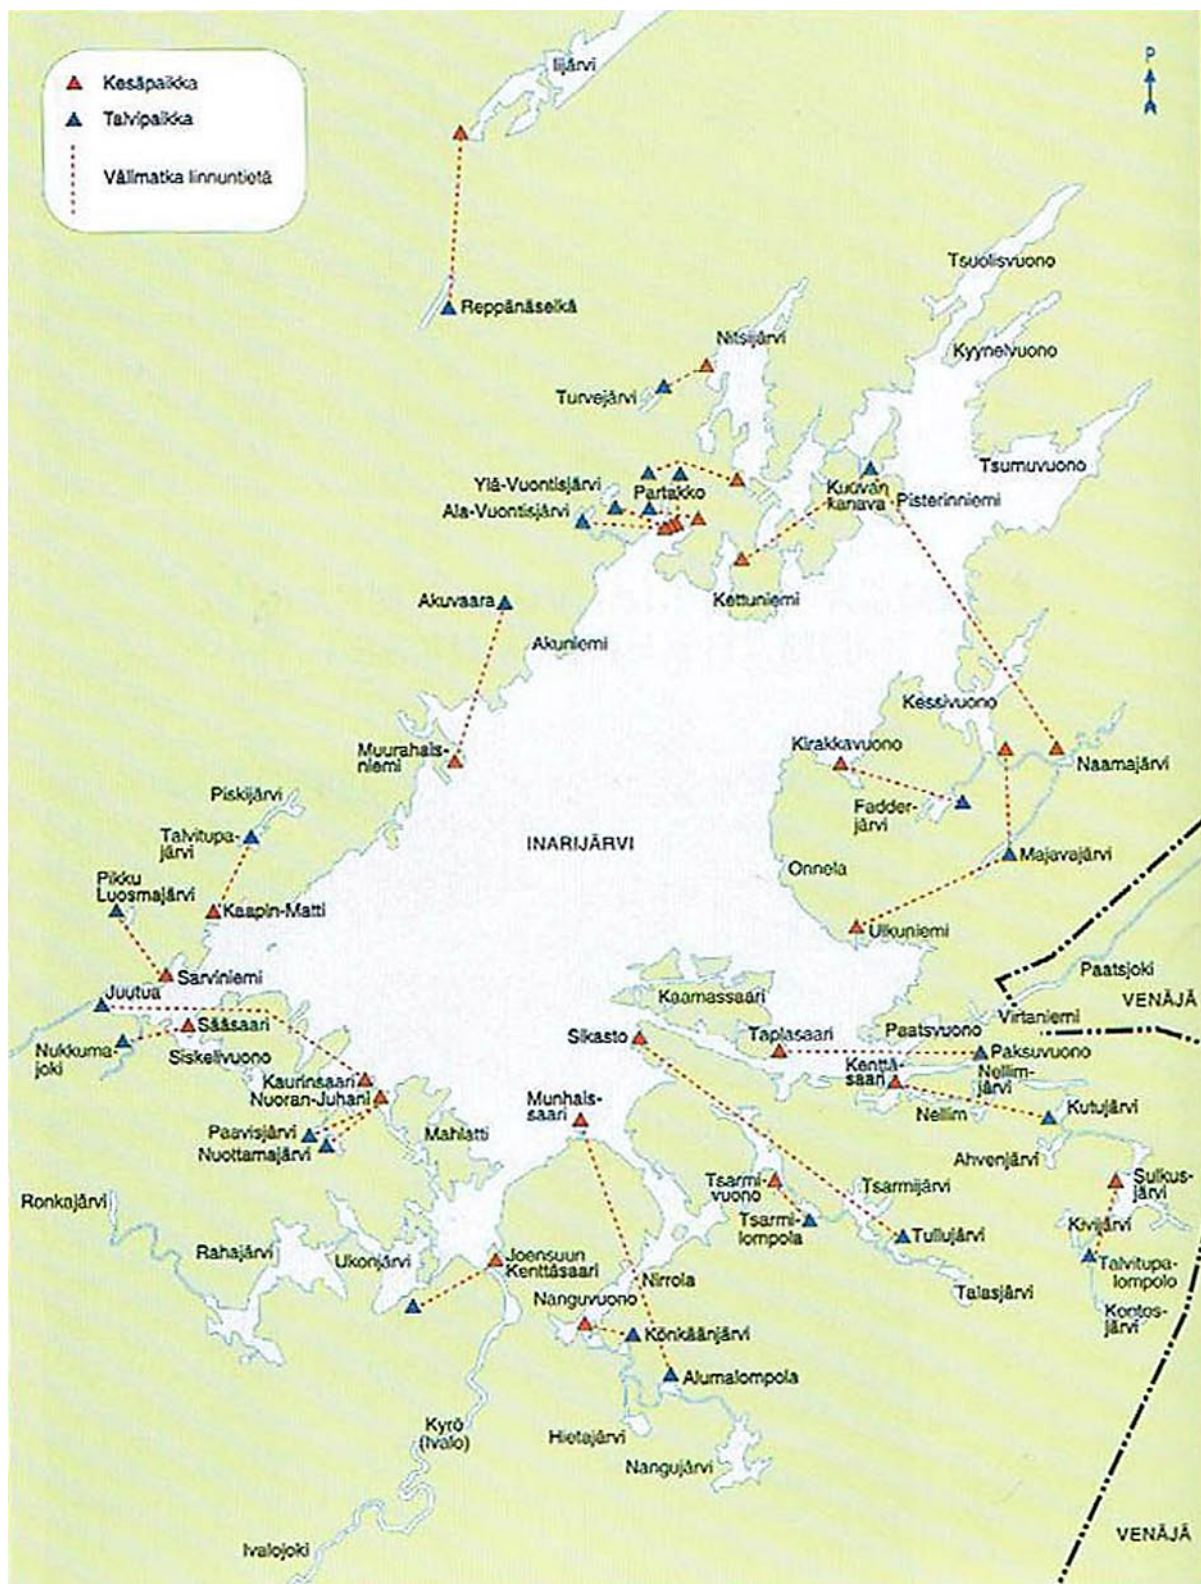 Iijärvi
P
Kesäpaikka
Talvipaikka
Välimatka linnuntietä
Tsuolisvuono
Reppänäselkä
Nitsijärvi
Kyynelvuono
Turvejärvi
Tsumuvuono
Ylä-Vuontisjärvi
Partakko
Kuuvan
kanava
Pisterinniemi
Ala-Vuontisjärvi
Akuvaara
Kettuniemi
Akuniemi
Kessivuono
Muurahais-
niemi
Kirakkavuono
Naamajärvi
Piskijärvi
Fadder-
järvi
Talvitupa-
järvi
INARIJÄRVI
Majavajärvi
Onnela
Pikku
Luosmajärvi
Kaapin-Matti
Ulkuniemi
Sarviniemi
Paatsjoki
Juutua
Kaamassaari
VENÄJÄ
Virtaniemi
Sääsaari
Sikasto
Taplasaari
Paatsvuono
Nukkuma-
joki
Siskelivuono
Paksuvuono
Kenttä-
saari
Nellim-
järvi
Kaurinsaari
Nuoran-Juhani
Munhais-
saari
Nellim
Kutujärvi
Paavisjärvi
Mahlatti
Nuottamajärvi
Ahvenjärvi
Tsarmi-
vuono
Tsarmijärvi
Sulkus-
järvi
Ronkajärvi
Tsarmi-
lompola
Kivijärvi
Rahajärvi
Ukonjärvi
Tullujärvi
Joensuun
Kenttäsaari
Talvitupa-
lompolo
Nirrola
Talasjärvi
Nanguvuono
Kontos-
järvi
Könkäänjärvi
Alumalompola
Kyrö
(Ivalo)
Hietajärvi
Nangujärvi
VENÄJÄ
Ivalojoki